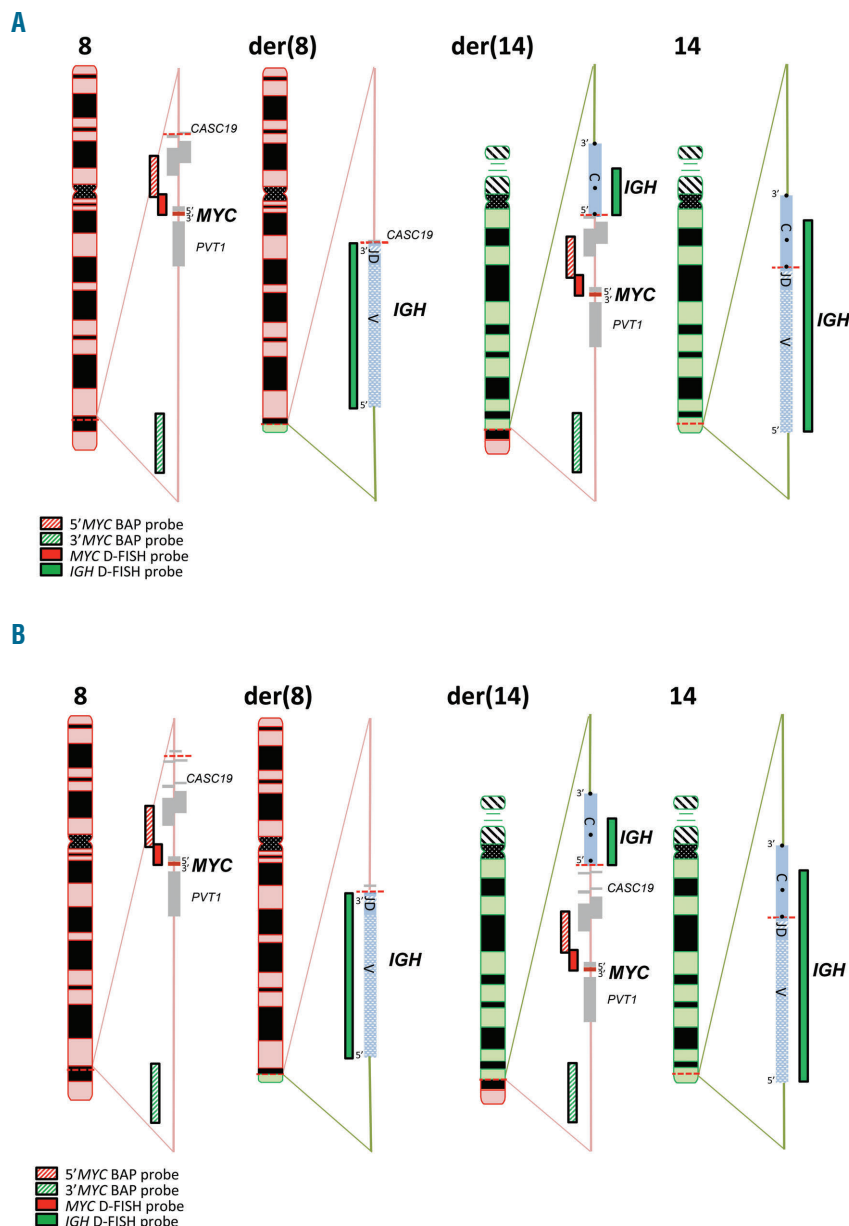 A
8 der(8) der(14) 14
CASC19
5'
3' MYC
PVT1
CASC19
3'
JD
V
IGH
5'
3'
C
IGH
5'
5'
3' MYC
PVT1
3'
C
JD
V
IGH
5'
5'MYC BAP probe
3'MYC BAP probe
MYC D-FISH probe
IGH D-FISH probe
B
8 der(8) der(14) 14
CASC19
5'
3' MYC
PVT1
3'
JD
V
IGH
5'
3'
C
IGH
5'
CASC19
5'
3' MYC
PVT1
3'
C
JD
V
IGH
5'
5'MYC BAP probe
3'MYC BAP probe
MYC D-FISH probe
IGH D-FISH probe